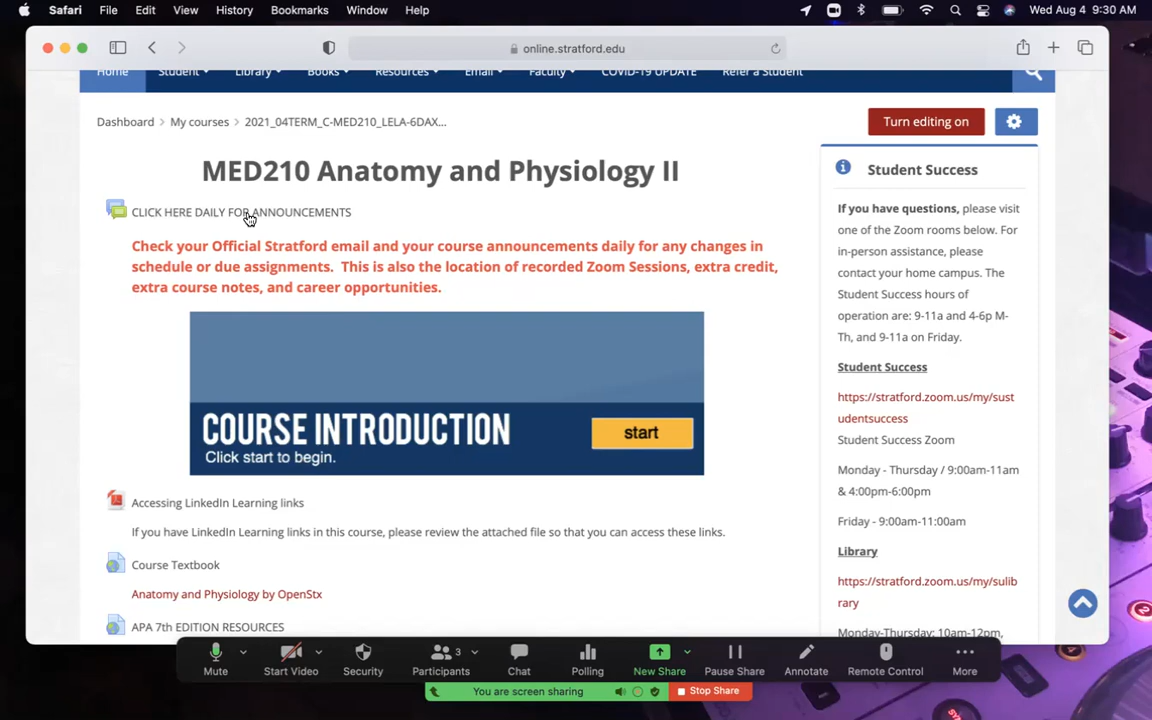 Safari File Edit View History Bookmarks Window Help Wed Aug 4 9:30 AM
online.stratford.edu
Home Student Library Books Resources Email Faculty COVID-19 UPDATE Refer a Student
Dashboard > My courses > 2021_04TERM_C-MED210_LELA-6DAX...
Turn editing on
MED210 Anatomy and Physiology II
CLICK HERE DAILY FOR ANNOUNCEMENTS
Check your Official Stratford email and your course announcements daily for any changes in
schedule or due assignments. This is also the location of recorded Zoom Sessions, extra credit,
extra course notes, and career opportunities.
COURSE INTRODUCTION
Click start to begin.
start
Accessing LinkedIn Learning links
If you have LinkedIn Learning links in this course, please review the attached file so that you can access these links.
Course Textbook
Anatomy and Physiology by OpenStx
APA 7th EDITION RESOURCES
Student Success
If you have questions, please visit
one of the Zoom rooms below. For
in-person assistance, please
contact your home campus. The
Student Success hours of
operation are: 9-11a and 4-6p M-
Th, and 9-11a on Friday.
Student Success
https://stratford.zoom.us/my/sust
udentsuccess
Student Success Zoom
Monday - Thursday / 9:00am-11am
& 4:00pm-6:00pm
Friday - 9:00am-11:00am
Library
https://stratford.zoom.us/my/sulib
rary
Monday-Thursday: 10am-12pm,
Mute Start Video Security Participants 3 Chat Polling New Share Pause Share Annotate Remote Control More
You are screen sharing Stop Share